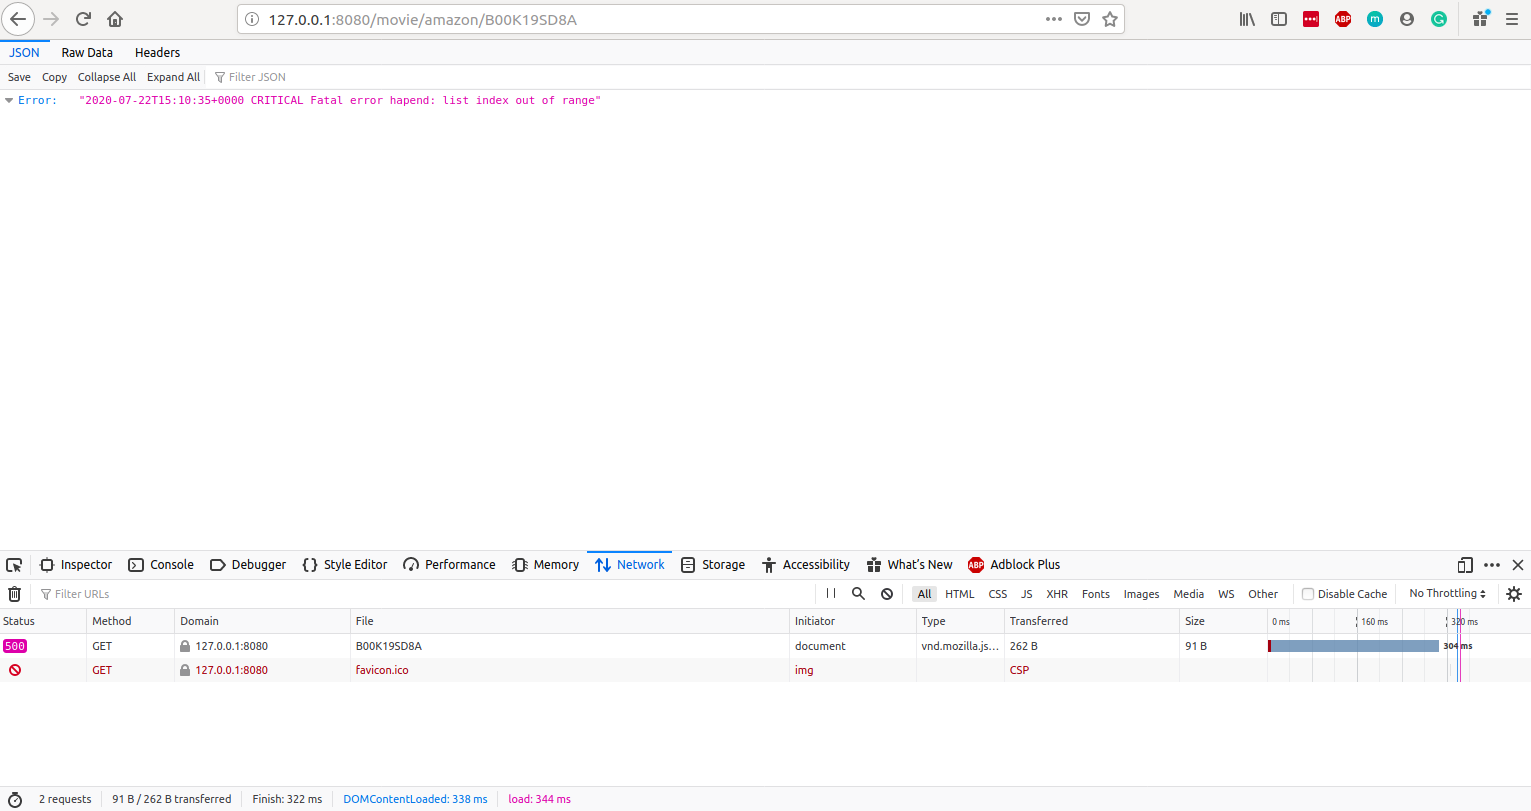 127.0.0.1:8080/movie/amazon/B00K19SD8A
JSON Raw Data Headers
Save Copy Collapse All Expand All Filter JSON
Error: "2020-07-22T15:10:35+0000 CRITICAL Fatal error hapend: list index out of range"
Inspector Console Debugger Style Editor Performance Memory Network Storage Accessibility What's New ABP Adblock Plus
Filter URLs All HTML CSS JS XHR Fonts Images Media WS Other Disable Cache No Throttling
Status Method Domain File Initiator Type Transferred Size 0 ms 160 ms 320 ms
500 GET 127.0.0.1:8080 B00K19SD8A document vnd.mozilla.js... 262 B 91 B 304 ms
GET 127.0.0.1:8080 favicon.ico img CSP
2 requests 91 B / 262 B transferred Finish: 322 ms DOMContentLoaded: 338 ms load: 344 ms